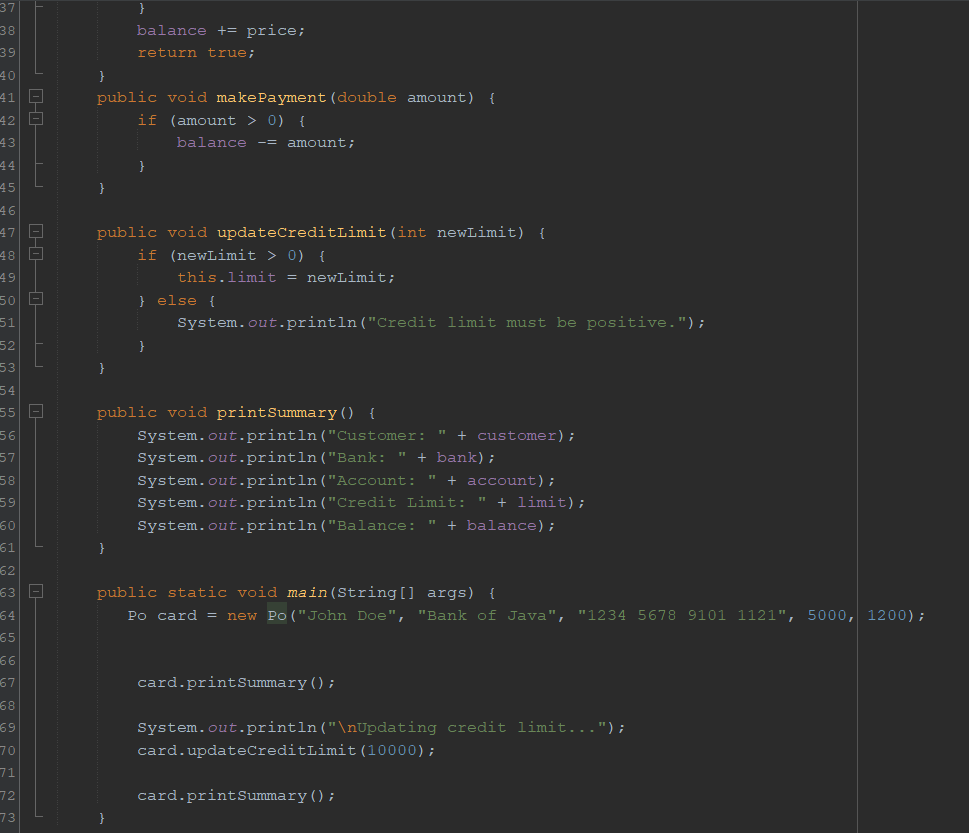 37 }
38 balance += price;
39 return true;
40 }
41 public void makePayment(double amount) {
42 if (amount > 0) {
43 balance -= amount;
44 }
45 }
46
47 public void updateCreditLimit(int newLimit) {
48 if (newLimit > 0) {
49 this.limit = newLimit;
50 } else {
51 System.out.println("Credit limit must be positive.");
52 }
53 }
54
55 public void printSummary() {
56 System.out.println("Customer: " + customer);
57 System.out.println("Bank: " + bank);
58 System.out.println("Account: " + account);
59 System.out.println("Credit Limit: " + limit);
60 System.out.println("Balance: " + balance);
61 }
62
63 public static void main(String[] args) {
64 Po card = new Po("John Doe", "Bank of Java", "1234 5678 9101 1121", 5000, 1200);
65
66
67 card.printSummary();
68
69 System.out.println("\nUpdating credit limit...");
70 card.updateCreditLimit(10000);
71
72 card.printSummary();
73 }